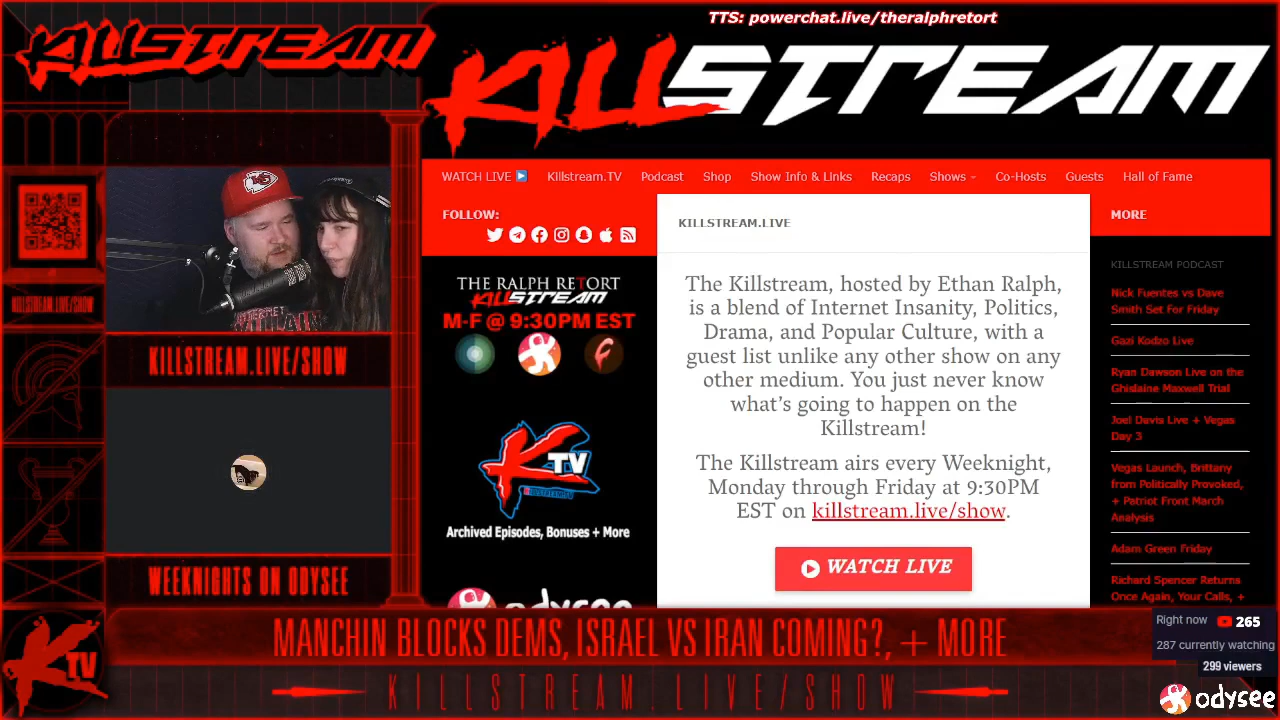 TTS: powerchat.live/theralphretort
KILLSTREAM
KILLSTREAM
WATCH LIVE
Killstream.TV
Podcast
Shop
Show Info & Links
Recaps
Shows
Co-Hosts
Guests
Hall of Fame
FOLLOW:
KILLSTREAM.LIVE
MORE
THE RALPH RETORT
KILLSTREAM
M-F @ 9:30PM EST
KTV
KILLSTREAM.TV
Archived Episodes, Bonuses + More
odysee
The Killstream, hosted by Ethan Ralph,
is a blend of Internet Insanity, Politics,
Drama, and Popular Culture, with a
guest list unlike any other show on any
other medium. You just never know
what's going to happen on the
Killstream!
The Killstream airs every Weeknight,
Monday through Friday at 9:30PM
EST on killstream.live/show.
WATCH LIVE
KILLSTREAM PODCAST
Nick Fuentes vs Dave
Smith Set For Friday
Gazi Kodzo Live
Ryan Dawson Live on the
Ghislaine Maxwell Trial
Joel Davis Live + Vegas
Day 3
Vegas Launch, Brittany
from Politically Provoked,
+ Patriot Front March
Analysis
Adam Green Friday
Richard Spencer Returns
Once Again, Your Calls, +
KILLSTREAM.LIVE/SHOW
INTERNET
KILLSTREAM.LIVE/SHOW
WEEKNIGHTS ON ODYSEE
KTV
MANCHIN BLOCKS DEMS, ISRAEL VS IRAN COMING?, + MORE
KILLSTREAM.LIVE/SHOW
Right now
265
287 currently watching
299 viewers
odysee